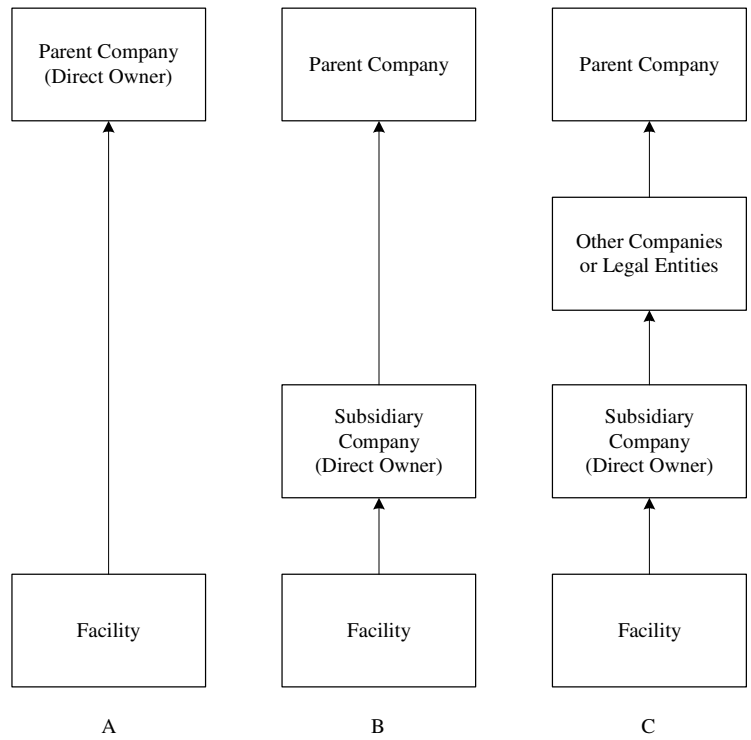 Parent Company
(Direct Owner)
Facility
A
Parent Company
Subsidiary
Company
(Direct Owner)
Facility
B
Parent Company
Other Companies
or Legal Entities
Subsidiary
Company
(Direct Owner)
Facility
C